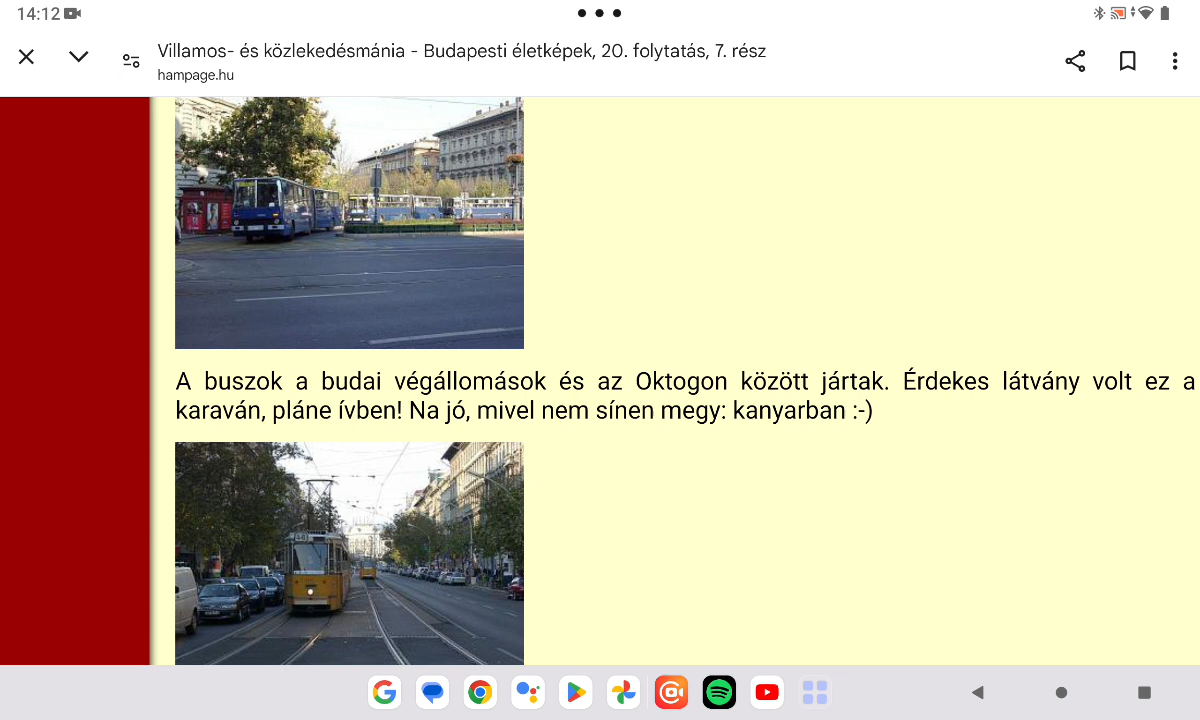 14:12
Villamos- és közlekedésmánia - Budapesti életképek, 20. folytatás, 7. rész
hampage.hu
A buszok a budai végállomások és az Oktogon között jártak. Érdekes látvány volt ez a
karaván, pláne ívben! Na jó, mivel nem sínen megy: kanyarban :-)